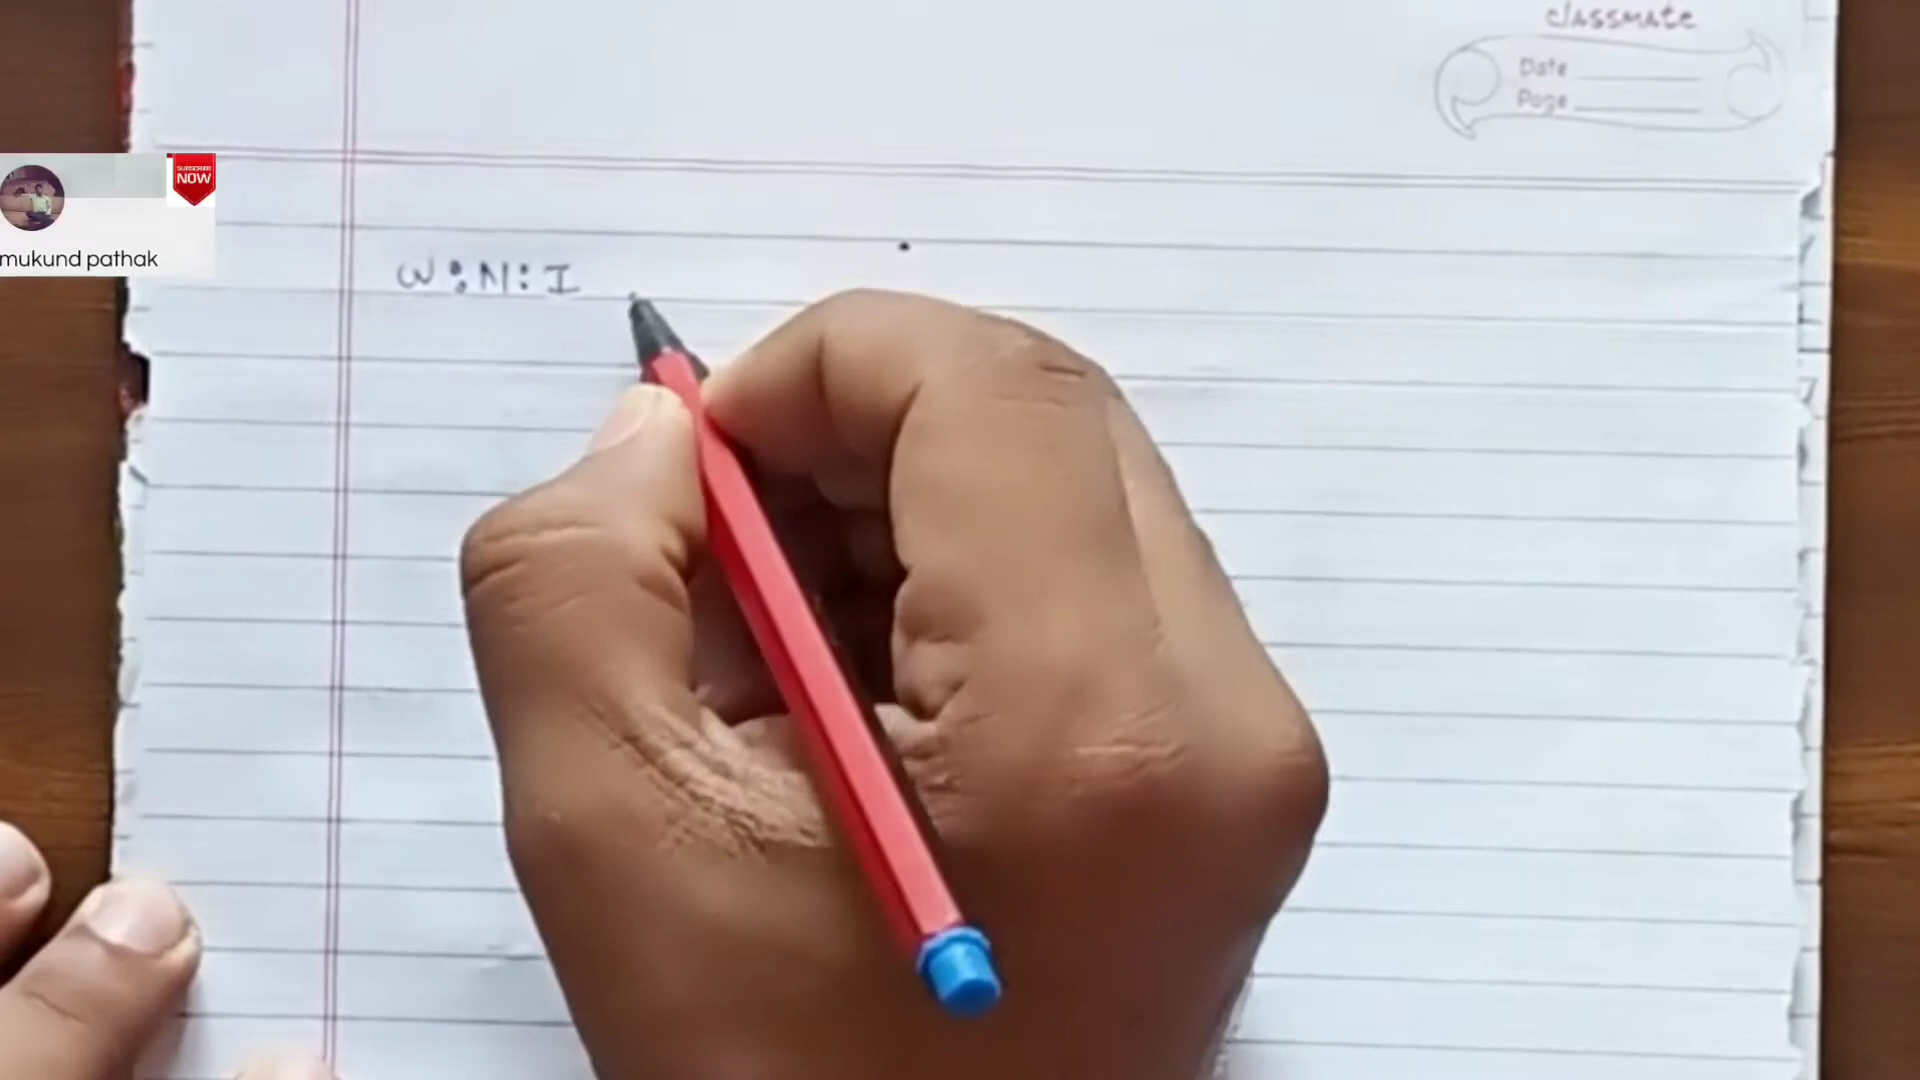 classmate
Date
Page
SUBSCRIBE
NOW
mukund pathak
W:N:I